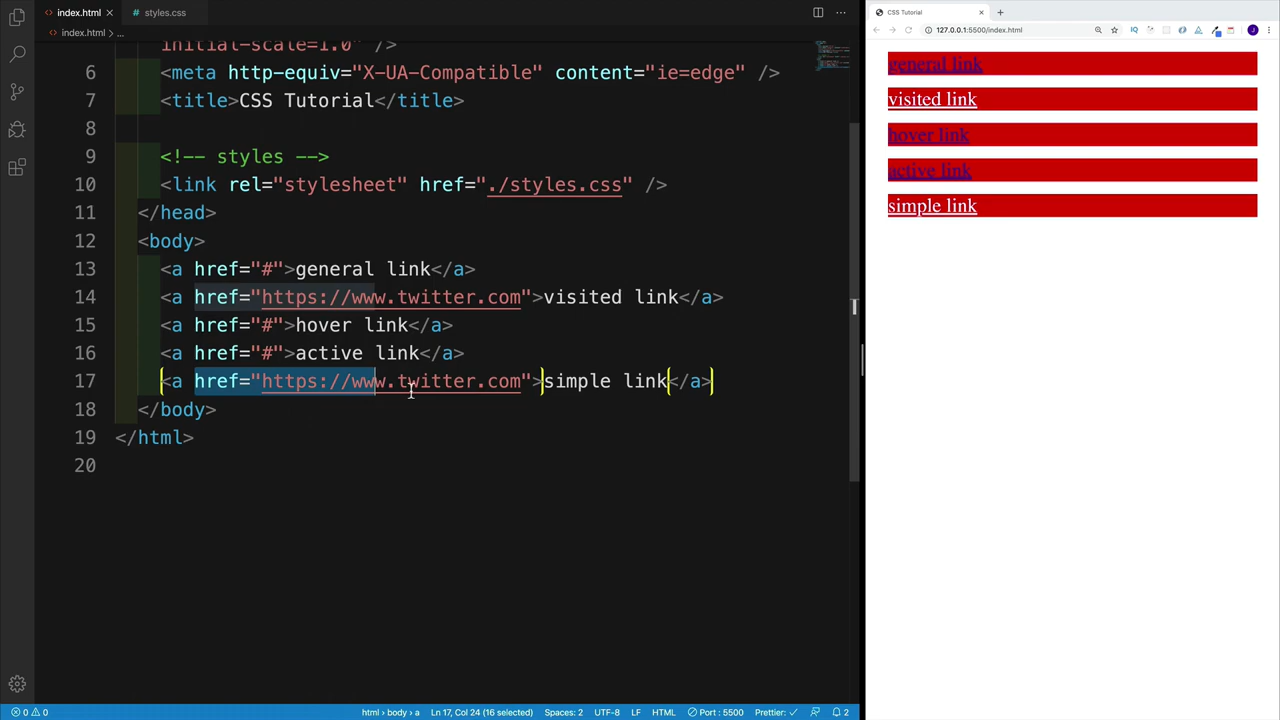 index.html
styles.css
index.html > ...
initial-scale=1.0" />
6 <meta http-equiv="X-UA-Compatible" content="ie=edge" />
7 <title>CSS Tutorial</title>
8
9 <!-- styles -->
10 <link rel="stylesheet" href="./styles.css" />
11 </head>
12 <body>
13 <a href="#">general link</a>
14 <a href="https://www.twitter.com">visited link</a>
15 <a href="#">hover link</a>
16 <a href="#">active link</a>
17 <a href="https://www.twitter.com">simple link</a>
18 </body>
19 </html>
20
0 0 html > body > a Ln 17, Col 24 (16 selected) Spaces: 2 UTF-8 LF HTML Port : 5500 Prettier: 2
CSS Tutorial
127.0.0.1:5500/index.html
J
general link
visited link
hover link
active link
simple link